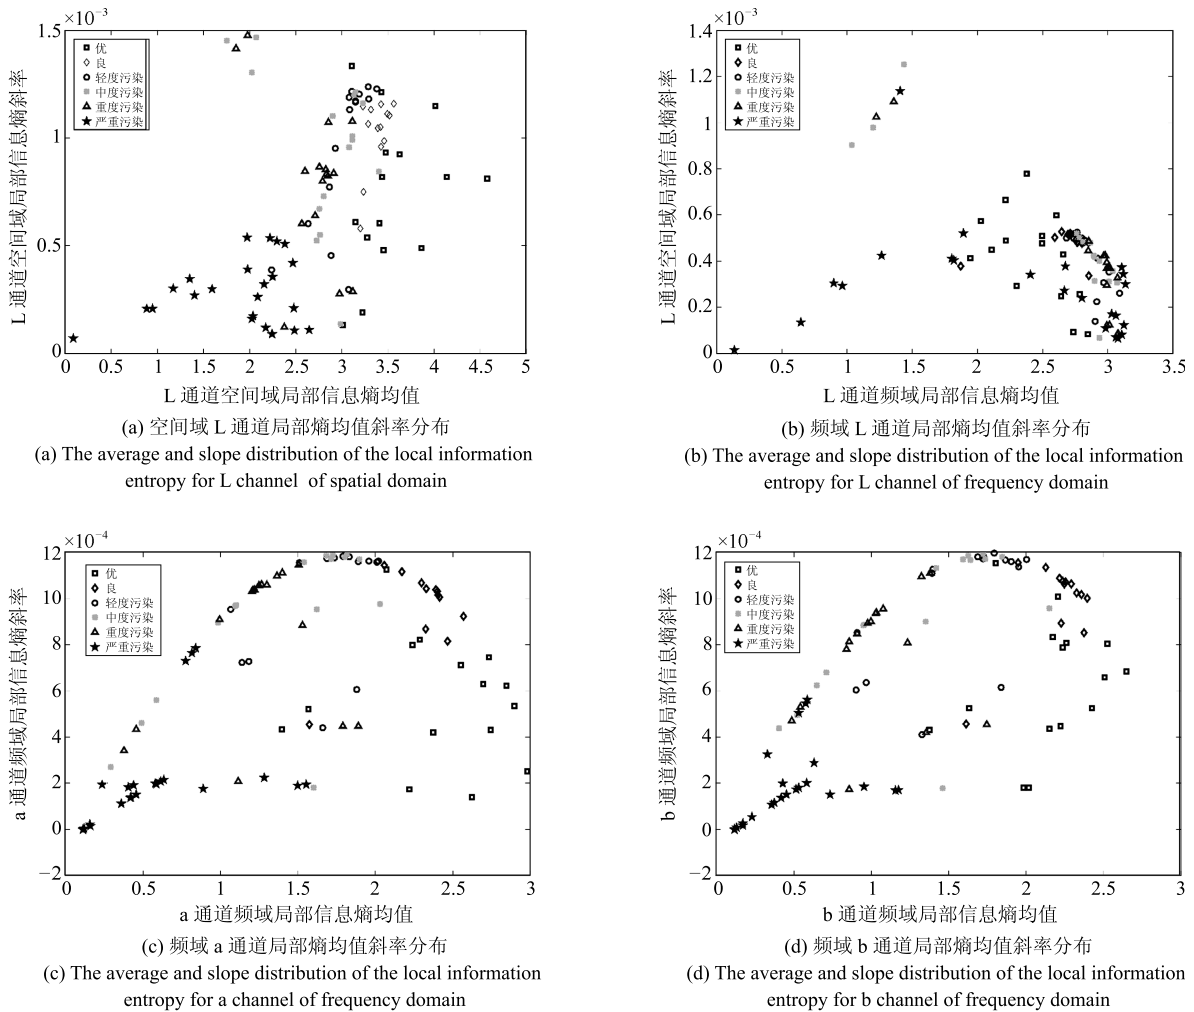 ×10⁻³
1.5
1
0.5
0
L 通道空间域局部信息熵斜率
优
良
轻度污染
中度污染
重度污染
严重污染
0 0.5 1 1.5 2 2.5 3 3.5 4 4.5 5
L 通道空间域局部信息熵均值
(a) 空间域 L 通道局部熵均值斜率分布
(a) The average and slope distribution of the local information
entropy for L channel of spatial domain
×10⁻³
1.4
1.2
1
0.8
0.6
0.4
0.2
0
L 通道空间域局部信息熵斜率
优
良
轻度污染
中度污染
重度污染
严重污染
0 0.5 1 1.5 2 2.5 3 3.5
L 通道频域局部信息熵均值
(b) 频域 L 通道局部熵均值斜率分布
(b) The average and slope distribution of the local information
entropy for L channel of frequency domain
×10⁻⁴
12
10
8
6
4
2
0
−2
a 通道频域局部信息熵斜率
优
良
轻度污染
中度污染
重度污染
严重污染
0 0.5 1 1.5 2 2.5 3
a 通道频域局部信息熵均值
(c) 频域 a 通道局部熵均值斜率分布
(c) The average and slope distribution of the local information
entropy for a channel of frequency domain
×10⁻⁴
12
10
8
6
4
2
0
−2
b 通道频域局部信息熵斜率
优
良
轻度污染
中度污染
重度污染
严重污染
0 0.5 1 1.5 2 2.5 3
b 通道频域局部信息熵均值
(d) 频域 b 通道局部熵均值斜率分布
(d) The average and slope distribution of the local information
entropy for b channel of frequency domain